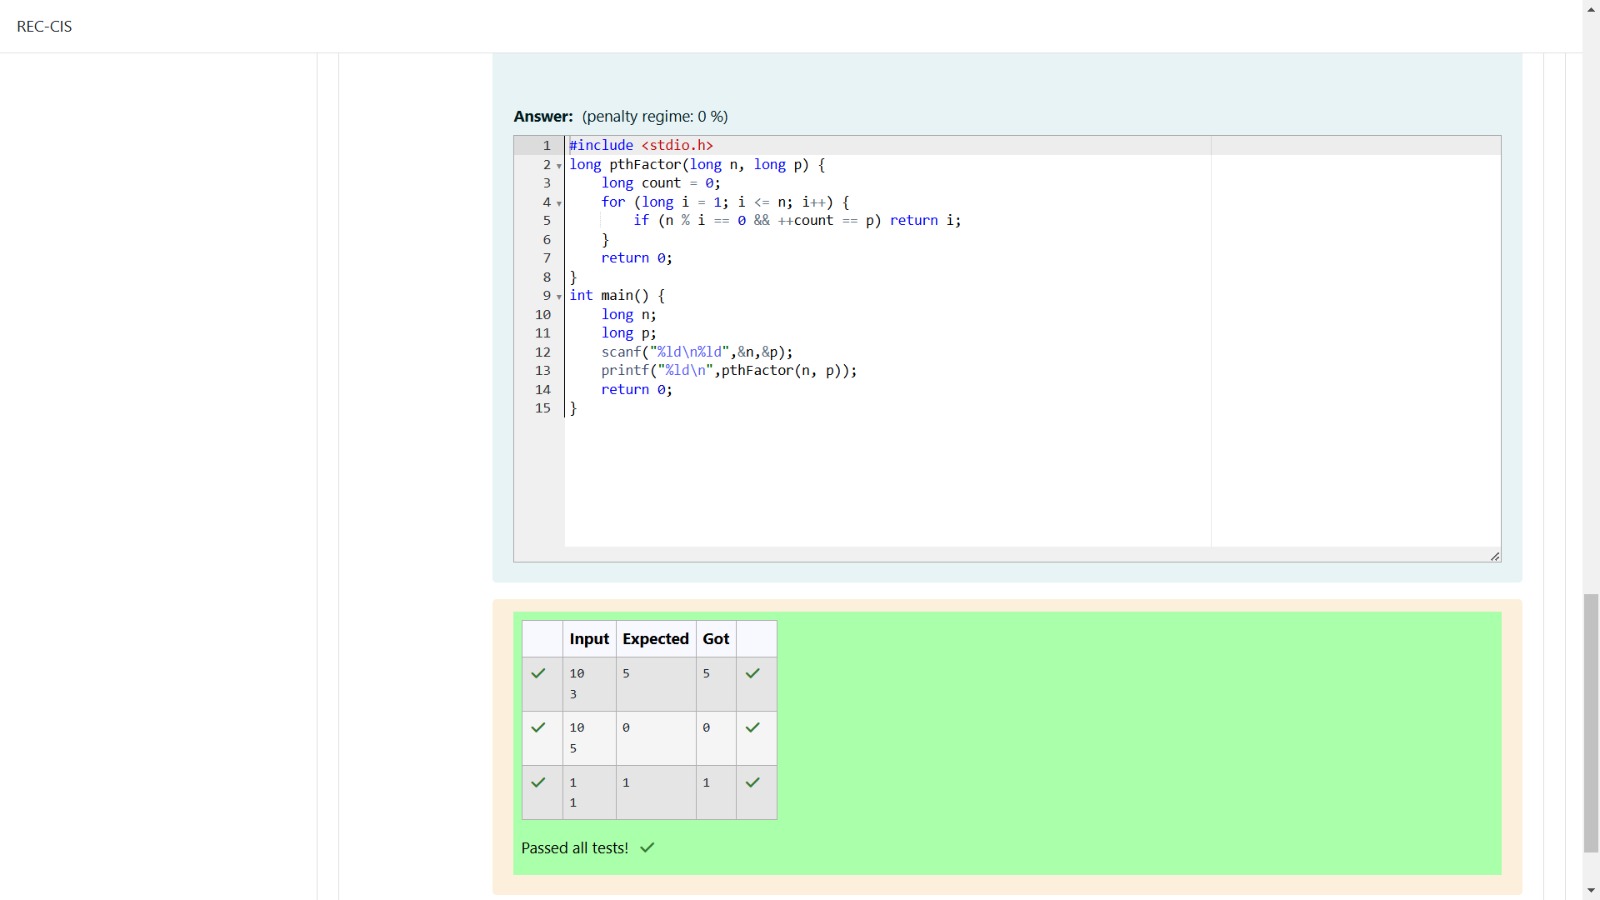 REC-CIS
Answer: (penalty regime: 0 %)
1 #include <stdio.h>
2 long pthFactor(long n, long p) {
3     long count = 0;
4     for (long i = 1; i <= n; i++) {
5         if (n % i == 0 && ++count == p) return i;
6     }
7     return 0;
8 }
9 int main() {
10     long n;
11     long p;
12     scanf("%ld\n%ld",&n,&p);
13     printf("%ld\n",pthFactor(n, p));
14     return 0;
15 }
Input Expected Got
10 5 5
3
10 0 0
5
1 1 1
1
Passed all tests!